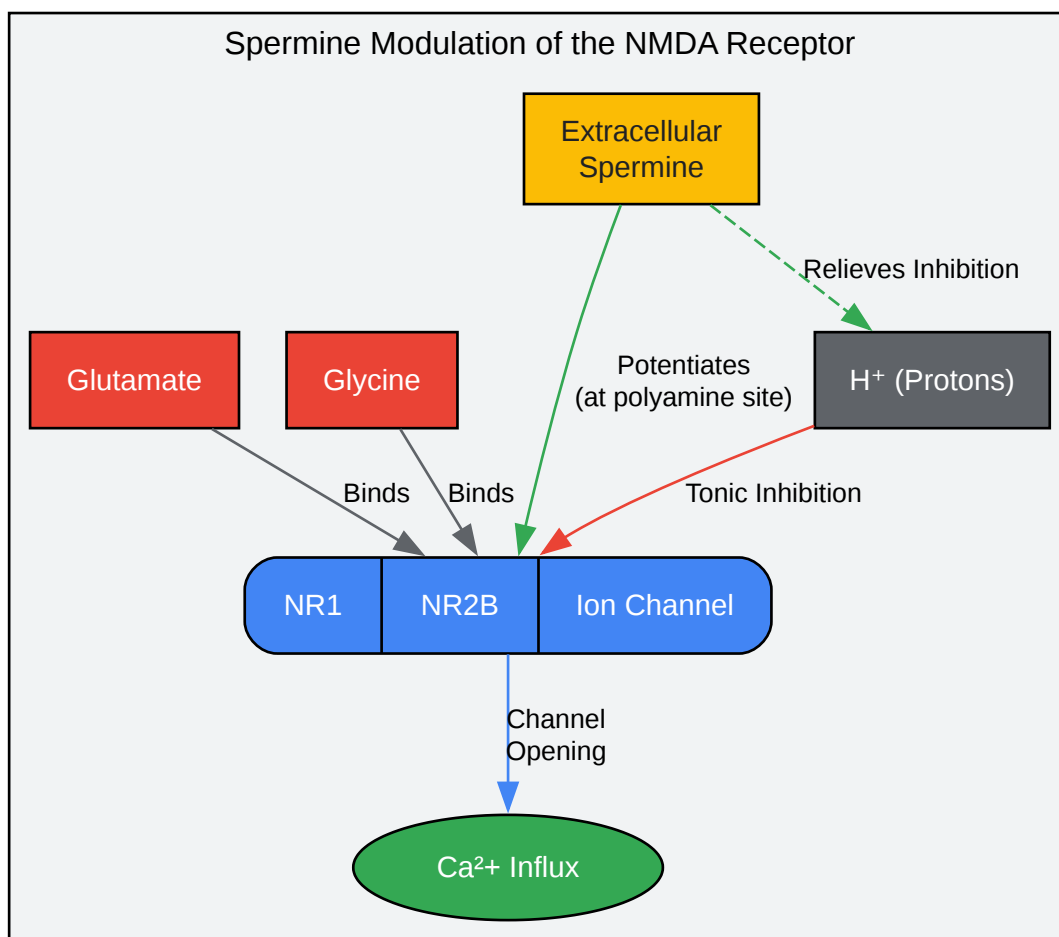 Spermine Modulation of the NMDA Receptor
Extracellular
Spermine
Relieves Inhibition
Glutamate
Glycine
Potentiates
(at polyamine site)
H⁺ (Protons)
Binds
Binds
Tonic Inhibition
NR1
NR2B
Ion Channel
Channel
Opening
Ca²+ Influx